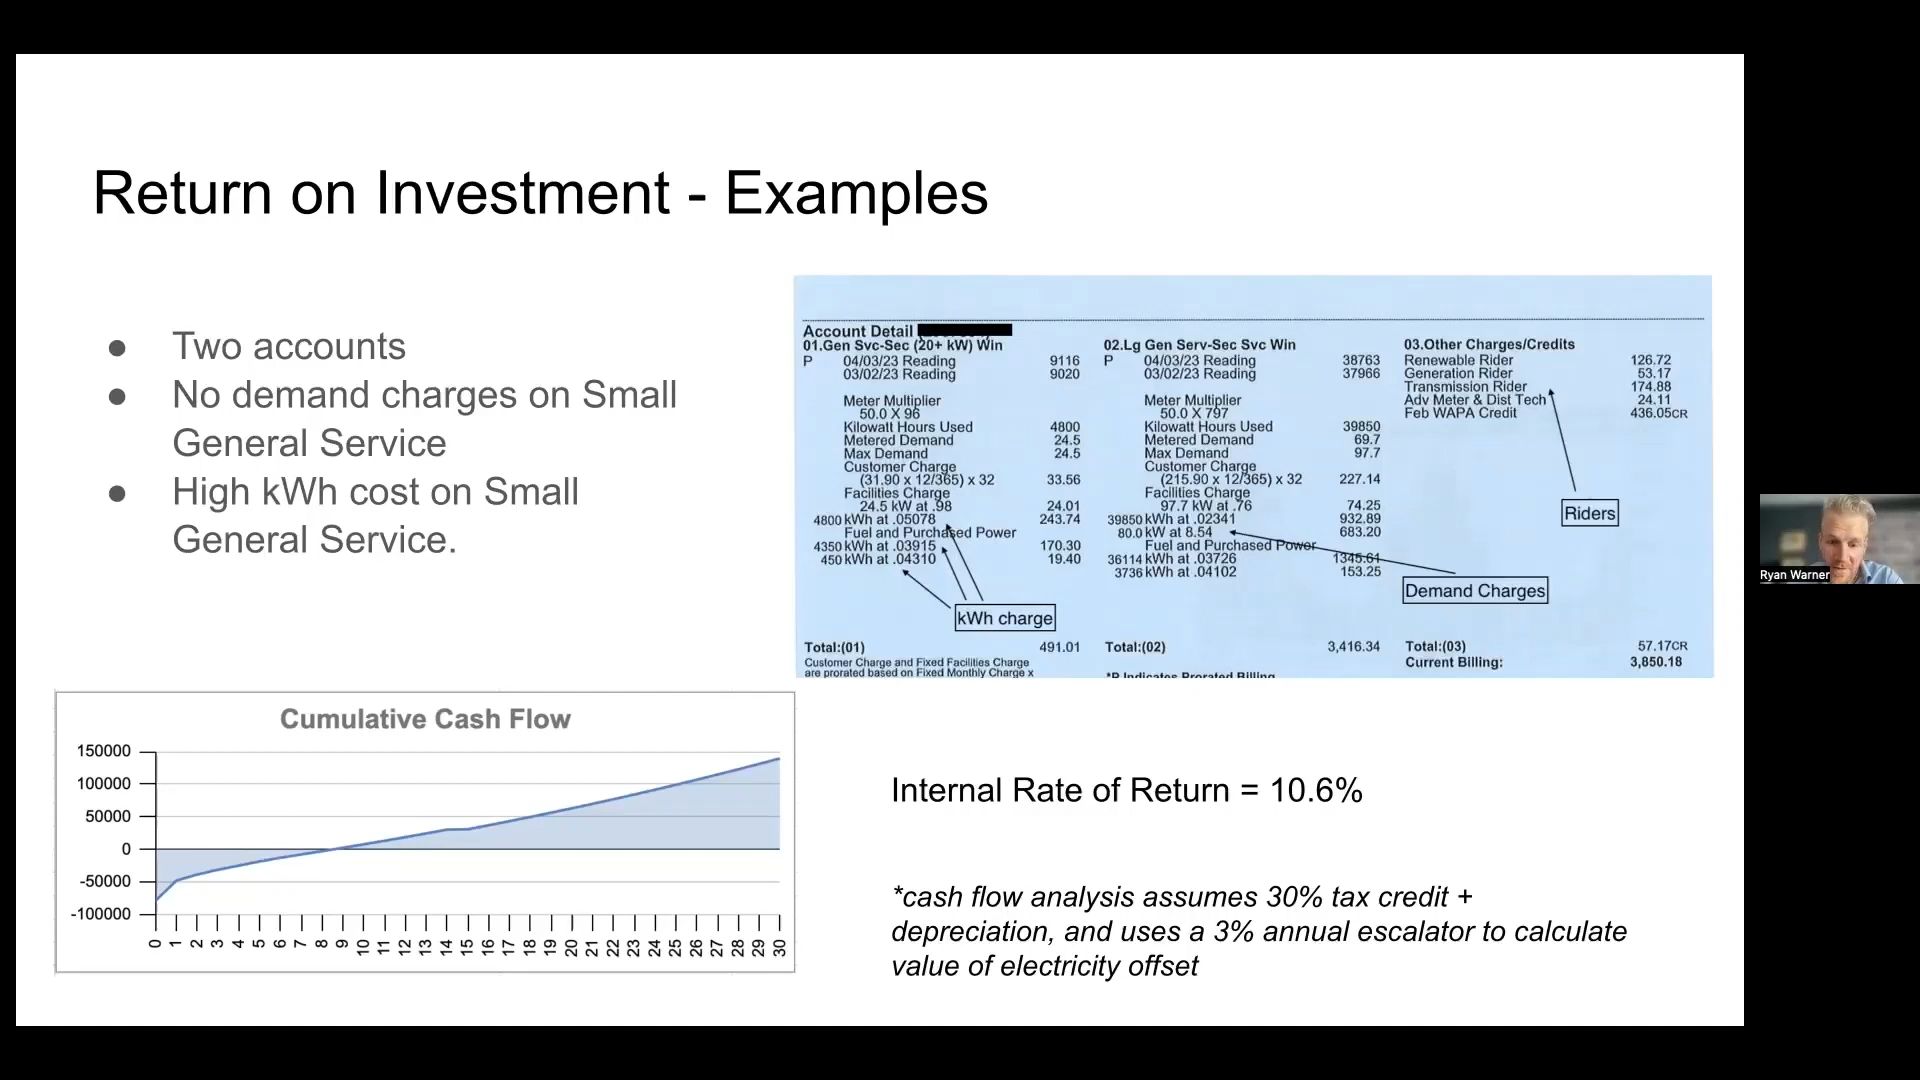 Return on Investment - Examples
● Two accounts
● No demand charges on Small
General Service
● High kWh cost on Small
General Service.
Account Detail
01.Gen Svc-Sec (20+ kW) Win
P 04/03/23 Reading 9116
03/02/23 Reading 9020
Meter Multiplier
50.0 X 96
Kilowatt Hours Used 4800
Metered Demand 24.5
Max Demand 24.5
Customer Charge
(31.90 x 12/365) x 32 33.56
Facilities Charge
24.5 kW at .98 24.01
4800 kWh at .05078 243.74
Fuel and Purchased Power
4350 kWh at .03915 170.30
450 kWh at .04310 19.40
kWh charge
Total:(01) 491.01
Customer Charge and Fixed Facilities Charge
are prorated based on Fixed Monthly Charge x
02.Lg Gen Serv-Sec Svc Win
P 04/03/23 Reading 38763
03/02/23 Reading 37966
Meter Multiplier
50.0 X 797
Kilowatt Hours Used 39850
Metered Demand 69.7
Max Demand 97.7
Customer Charge
(215.90 x 12/365) x 32 227.14
Facilities Charge
97.7 kW at .76 74.25
39850 kWh at .02341 932.89
80.0 kW at 8.54 683.20
Fuel and Purchased Power
36114 kWh at .03726 1345.61
3736 kWh at .04102 153.25
Total:(02) 3,416.34
*P Indicates Prorated Billing
03.Other Charges/Credits
Renewable Rider 126.72
Generation Rider 53.17
Transmission Rider 174.88
Adv Meter & Dist Tech 24.11
Feb WAPA Credit 436.05CR
Riders
Demand Charges
Total:(03) 57.17CR
Current Billing: 3,850.18
Cumulative Cash Flow
150000
100000
50000
0
-50000
-100000
0 1 2 3 4 5 6 7 8 9 10 11 12 13 14 15 16 17 18 19 20 21 22 23 24 25 26 27 28 29 30
Internal Rate of Return = 10.6%
*cash flow analysis assumes 30% tax credit +
depreciation, and uses a 3% annual escalator to calculate
value of electricity offset
Ryan Warner